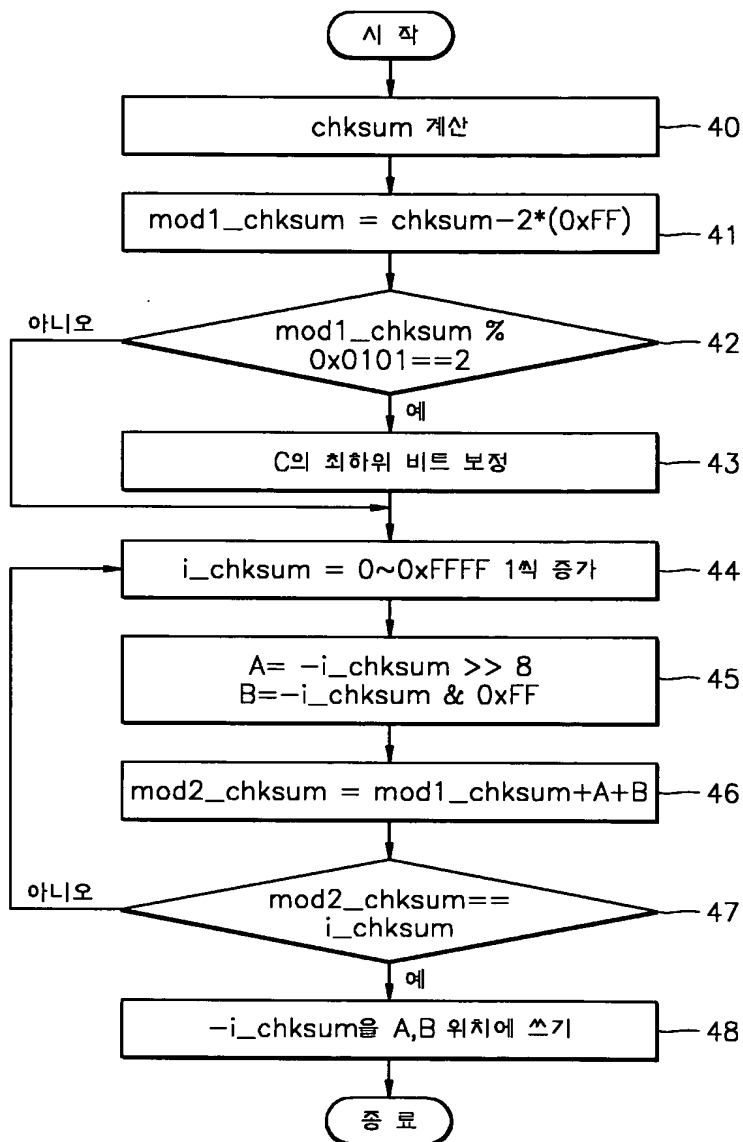 시 작
chksum 계산
40
mod1_chksum = chksum-2*(0xFF)
41
아니오
mod1_chksum %
0x0101==2
42
예
C의 최하위 비트 보정
43
i_chksum = 0~0xFFFF 1씩 증가
44
A= -i_chksum >> 8
B=-i_chksum & 0xFF
45
mod2_chksum = mod1_chksum+A+B
46
아니오
mod2_chksum==
i_chksum
47
예
-i_chksum을 A,B 위치에 쓰기
48
종 료